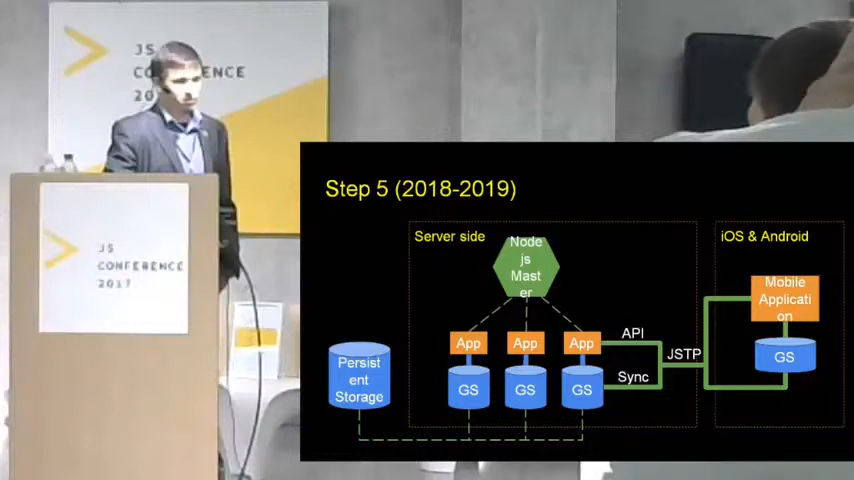 JS
CONFERENCE
20
JS
CONFERENCE
2017
Step 5 (2018-2019)
Server side
iOS & Android
Node
js
Mast
er
Mobile
Applicati
on
App
App
App
API
JSTP
Sync
GS
GS
GS
GS
Persist
ent
Storage